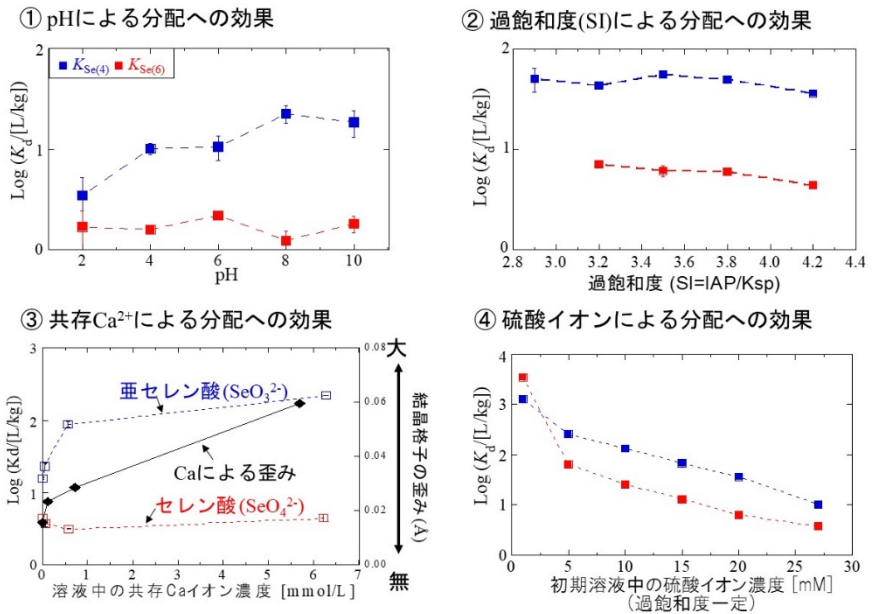 ① pHによる分配への効果
Log (Kd/[L/kg])
2
1
0
KSe(4) KSe(6)
2 4 6 8 10
pH
② 過飽和度(SI)による分配への効果
Log (Kd/[L/kg])
2
1
0
2.8 3.0 3.2 3.4 3.6 3.8 4.0 4.2 4.4
過飽和度 (SI=IAP/Ksp)
③ 共存Ca²⁺による分配への効果
Log (Kd/[L/kg])
3
2
1
0
亜セレン酸(SeO₃²⁻)
Caによる歪み
セレン酸(SeO₄²⁻)
0.08
0.06
0.04
0.02
0.00
大
結晶格子の歪み(Å)
無
0 1 2 3 4 5 6 7
溶液中の共存Caイオン濃度 [mmol/L]
④ 硫酸イオンによる分配への効果
Log (Kd/[L/kg])
4
3
2
1
0
0 5 10 15 20 25 30
初期溶液中の硫酸イオン濃度 [mM]
(過飽和度一定)